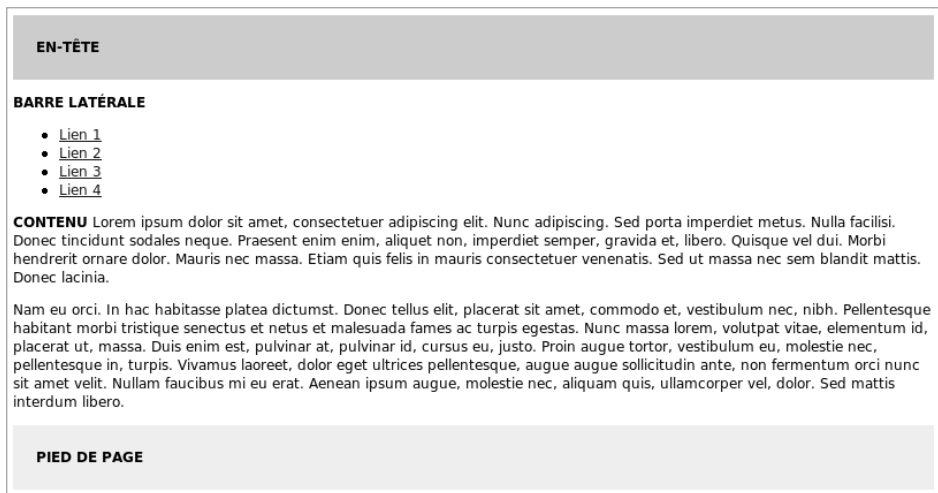 EN-TÊTE
BARRE LATÉRALE
Lien 1
Lien 2
Lien 3
Lien 4
CONTENU Lorem ipsum dolor sit amet, consectetuer adipiscing elit. Nunc adipiscing. Sed porta imperdiet metus. Nulla facilisi.
Donec tincidunt sodales neque. Praesent enim enim, aliquet non, imperdiet semper, gravida et, libero. Quisque vel dui. Morbi
hendrerit ornare dolor. Mauris nec massa. Etiam quis felis in mauris consectetuer venenatis. Sed ut massa nec sem blandit mattis.
Donec lacinia.
Nam eu orci. In hac habitasse platea dictumst. Donec tellus elit, placerat sit amet, commodo et, vestibulum nec, nibh. Pellentesque
habitant morbi tristique senectus et netus et malesuada fames ac turpis egestas. Nunc massa lorem, volutpat vitae, elementum id,
placerat ut, massa. Duis enim est, pulvinar at, pulvinar id, cursus eu, justo. Proin augue tortor, vestibulum eu, molestie nec,
pellentesque in, turpis. Vivamus laoreet, dolor eget ultrices pellentesque, augue augue sollicitudin ante, non fermentum orci nunc
sit amet velit. Nullam faucibus mi eu erat. Aenean ipsum augue, molestie nec, aliquam quis, ullamcorper vel, dolor. Sed mattis
interdum libero.
PIED DE PAGE